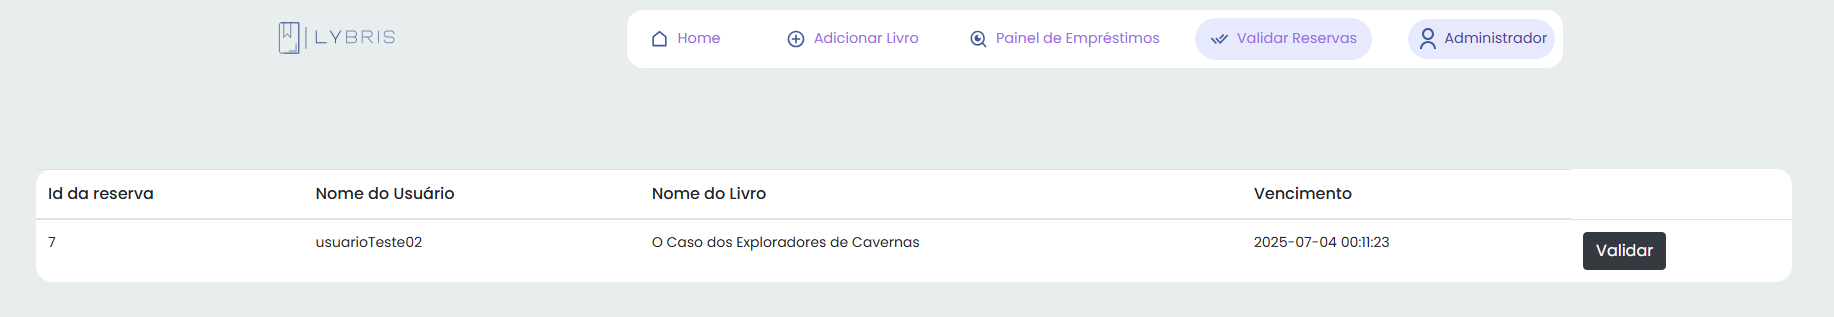 LYBRIS
Home Adicionar Livro Painel de Empréstimos Validar Reservas Administrador
Id da reserva Nome do Usuário Nome do Livro Vencimento
7 usuarioTeste02 O Caso dos Exploradores de Cavernas 2025-07-04 00:11:23 Validar